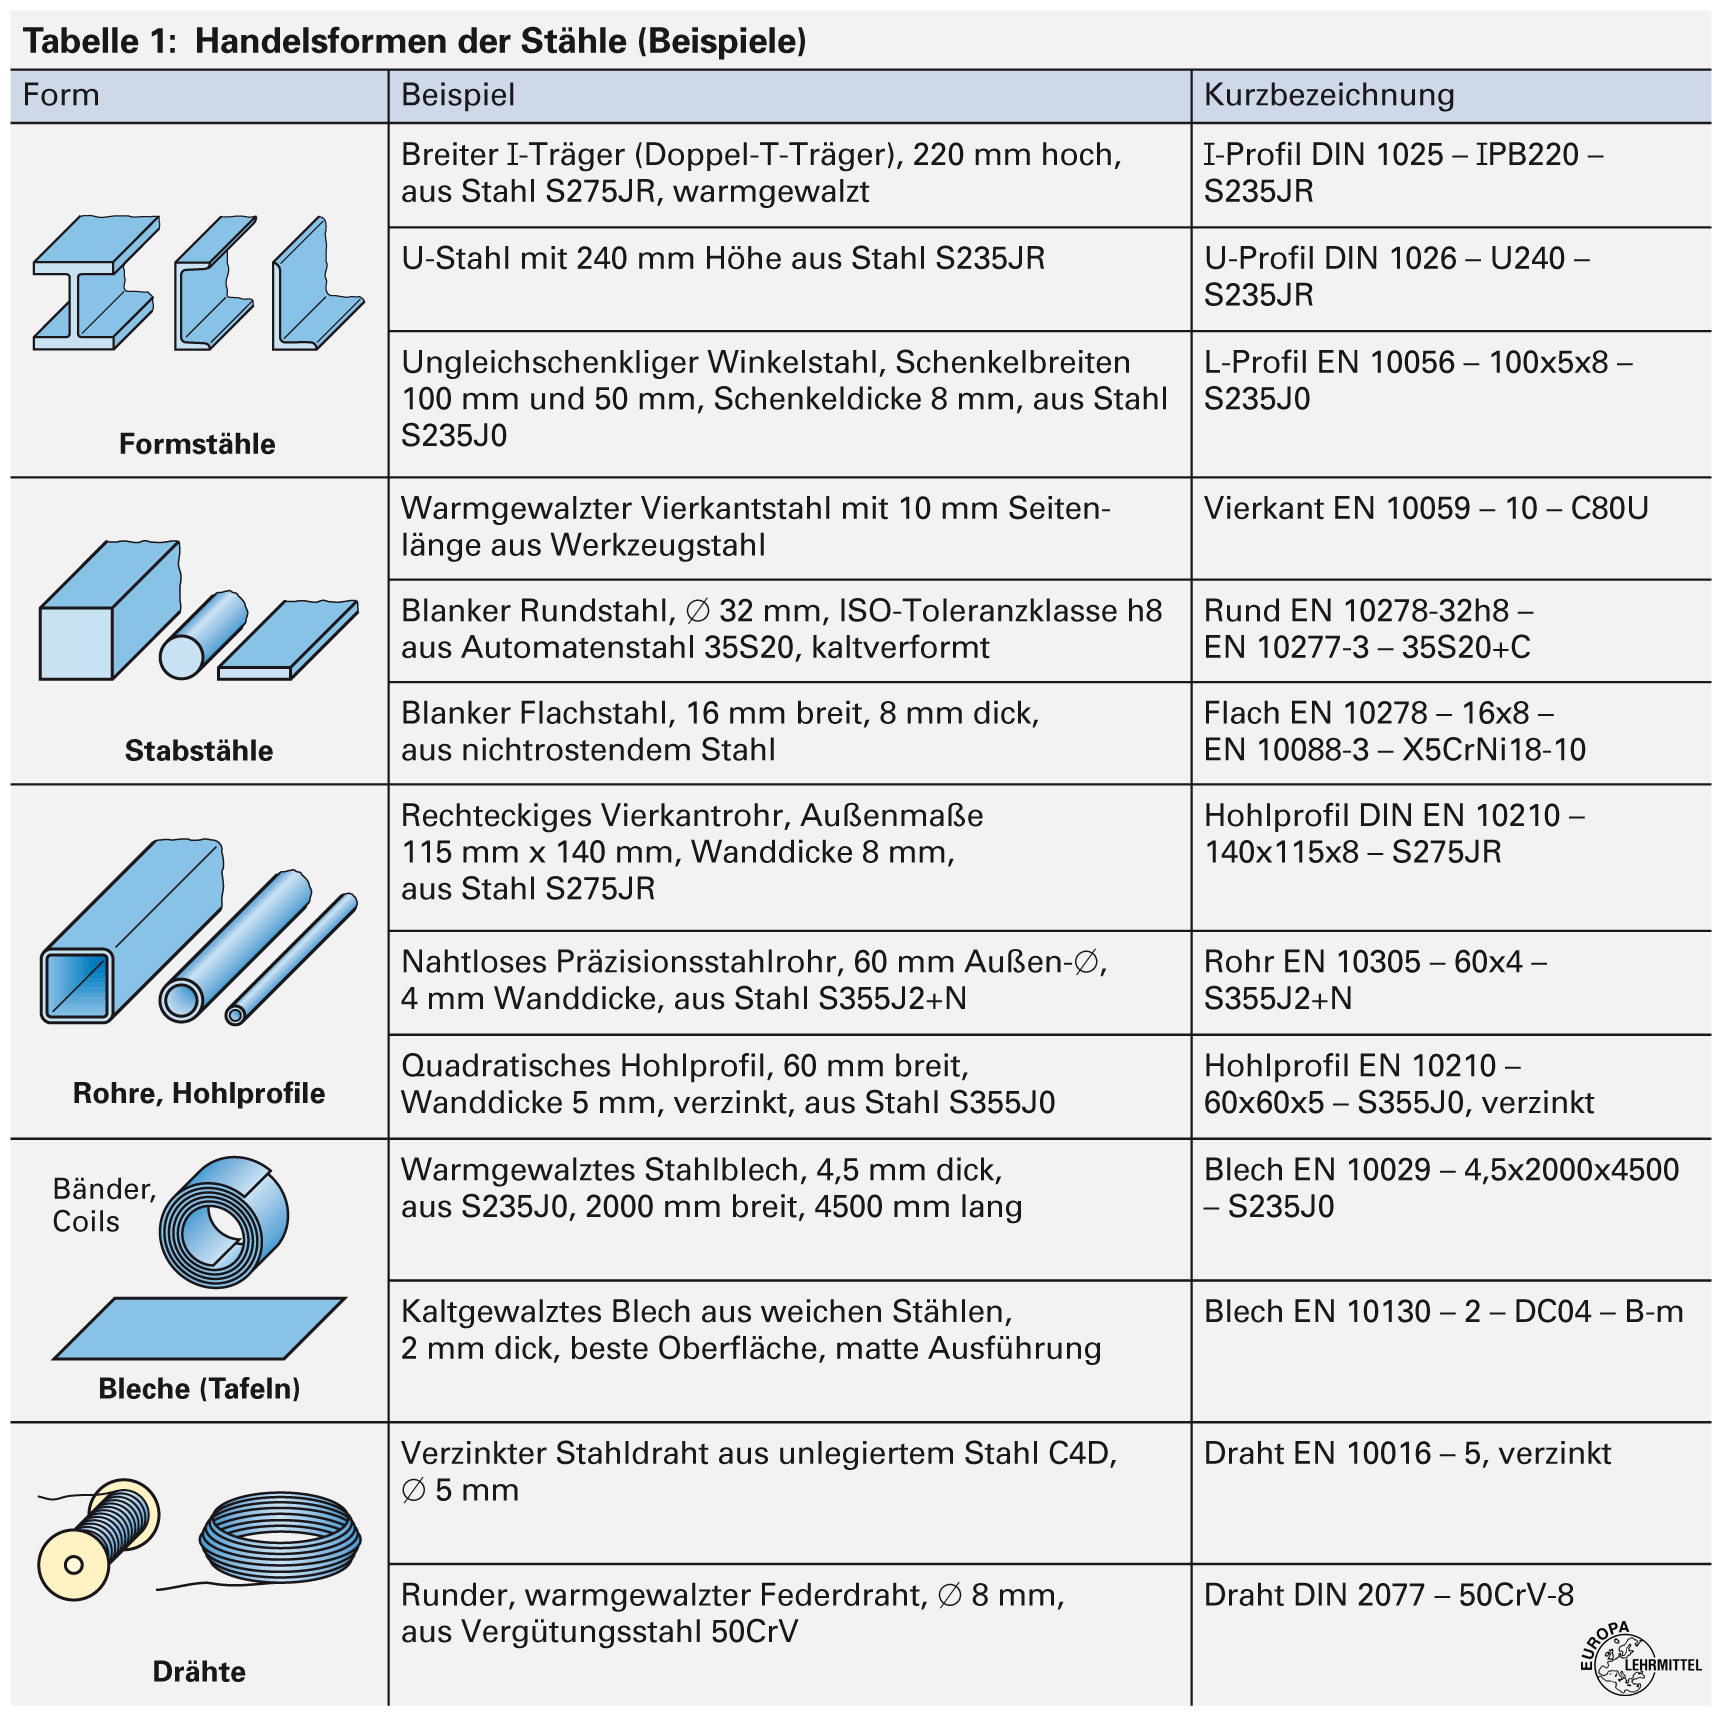 Tabelle 1: Handelsformen der Stähle (Beispiele)
Form
Beispiel
Kurzbezeichnung
Formstähle
Breiter I-Träger (Doppel-T-Träger), 220 mm hoch,
aus Stahl S275JR, warmgewalzt
I-Profil DIN 1025 – IPB220 –
S235JR
U-Stahl mit 240 mm Höhe aus Stahl S235JR
U-Profil DIN 1026 – U240 –
S235JR
Ungleichschenkliger Winkelstahl, Schenkelbreiten
100 mm und 50 mm, Schenkeldicke 8 mm, aus Stahl
S235J0
L-Profil EN 10056 – 100x5x8 –
S235J0
Stabstähle
Warmgewalzter Vierkantstahl mit 10 mm Seiten-
länge aus Werkzeugstahl
Vierkant EN 10059 – 10 – C80U
Blanker Rundstahl, ∅ 32 mm, ISO-Toleranzklasse h8
aus Automatenstahl 35S20, kaltverformt
Rund EN 10278-32h8 –
EN 10277-3 – 35S20+C
Blanker Flachstahl, 16 mm breit, 8 mm dick,
aus nichtrostendem Stahl
Flach EN 10278 – 16x8 –
EN 10088-3 – X5CrNi18-10
Rohre, Hohlprofile
Rechteckiges Vierkantrohr, Außenmaße
115 mm x 140 mm, Wanddicke 8 mm,
aus Stahl S275JR
Hohlprofil DIN EN 10210 –
140x115x8 – S275JR
Nahtloses Präzisionsstahlrohr, 60 mm Außen-∅,
4 mm Wanddicke, aus Stahl S355J2+N
Rohr EN 10305 – 60x4 –
S355J2+N
Quadratisches Hohlprofil, 60 mm breit,
Wanddicke 5 mm, verzinkt, aus Stahl S355J0
Hohlprofil EN 10210 –
60x60x5 – S355J0, verzinkt
Bänder,
Coils
Bleche (Tafeln)
Warmgewalztes Stahlblech, 4,5 mm dick,
aus S235J0, 2000 mm breit, 4500 mm lang
Blech EN 10029 – 4,5x2000x4500
– S235J0
Kaltgewalztes Blech aus weichen Stählen,
2 mm dick, beste Oberfläche, matte Ausführung
Blech EN 10130 – 2 – DC04 – B-m
Drähte
Verzinkter Stahldraht aus unlegiertem Stahl C4D,
∅ 5 mm
Draht EN 10016 – 5, verzinkt
Runder, warmgewalzter Federdraht, ∅ 8 mm,
aus Vergütungsstahl 50CrV
Draht DIN 2077 – 50CrV-8
EUROPA
LEHRMITTEL